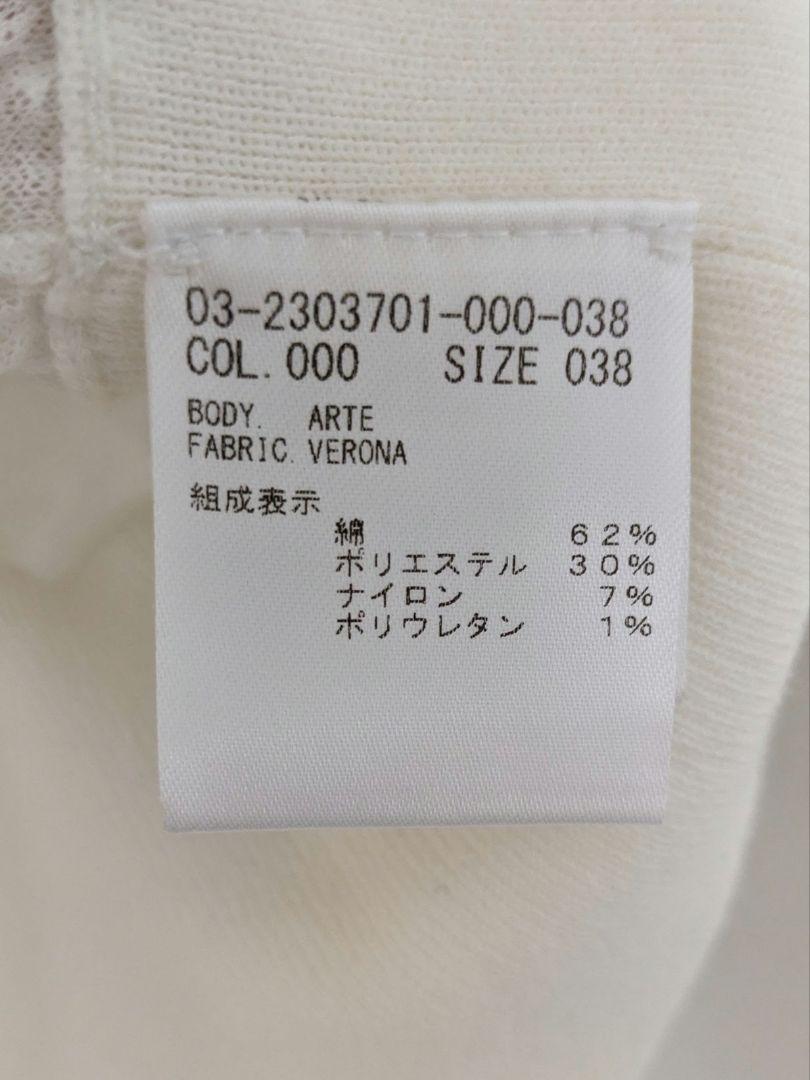 03-2303701-000-038
COL. 000 SIZE 038
BODY. ARTE
FABRIC. VERONA
組成表示
綿 62%
ポリエステル 30%
ナイロン 7%
ポリウレタン 1%